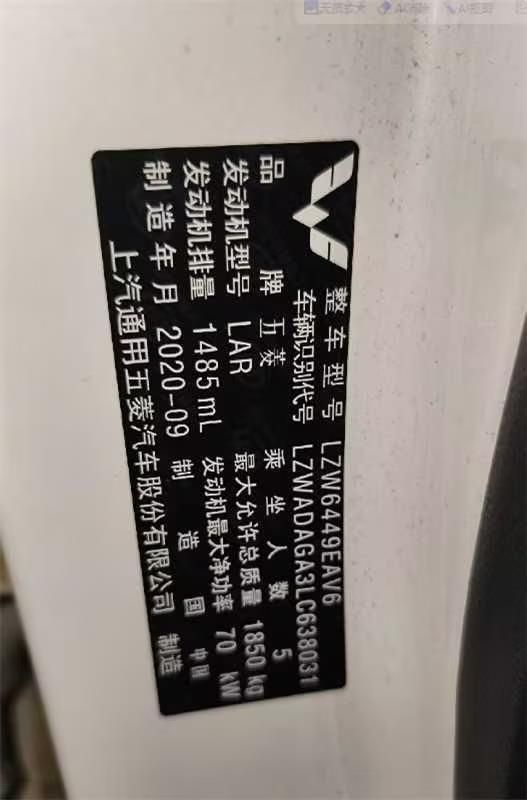 整车型号 LZW6449EAV6
车辆识别代号 LZWADAGA3LC638031
品牌 五菱 乘坐人数 5
发动机型号 LAR 最大允许总质量 1850 kg
发动机排量 1485 mL 发动机最大净功率 70 kW
制造年月 2020-09 制造国 中国
上汽通用五菱汽车股份有限公司 制造